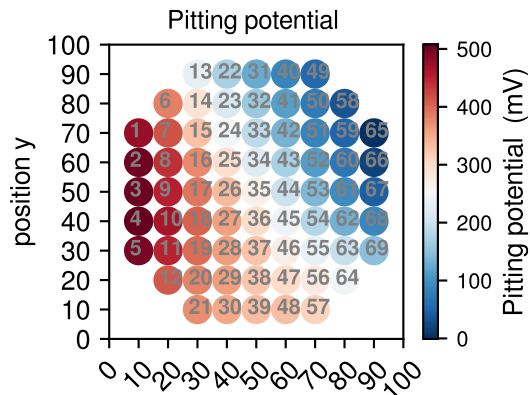 Pitting potential
100
90
80
70
60
50
40
30
20
10
0
position y
13 22 31 40 49
6 14 23 32 41 50 58
1 7 15 24 33 42 51 59 65
2 8 16 25 34 43 52 60 66
3 9 17 26 35 44 53 61 67
4 10 18 27 36 45 54 62 68
5 11 19 28 37 46 55 63 69
12 20 29 38 47 56 64
21 30 39 48 57
0 10 20 30 40 50 60 70 80 90 100
500
400
300
200
100
0
Pitting potential (mV)